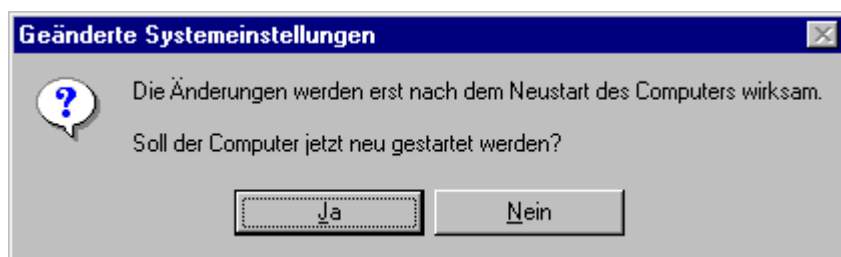 Geänderte Systemeinstellungen
?
Die Änderungen werden erst nach dem Neustart des Computers wirksam.
Soll der Computer jetzt neu gestartet werden?
Ja Nein